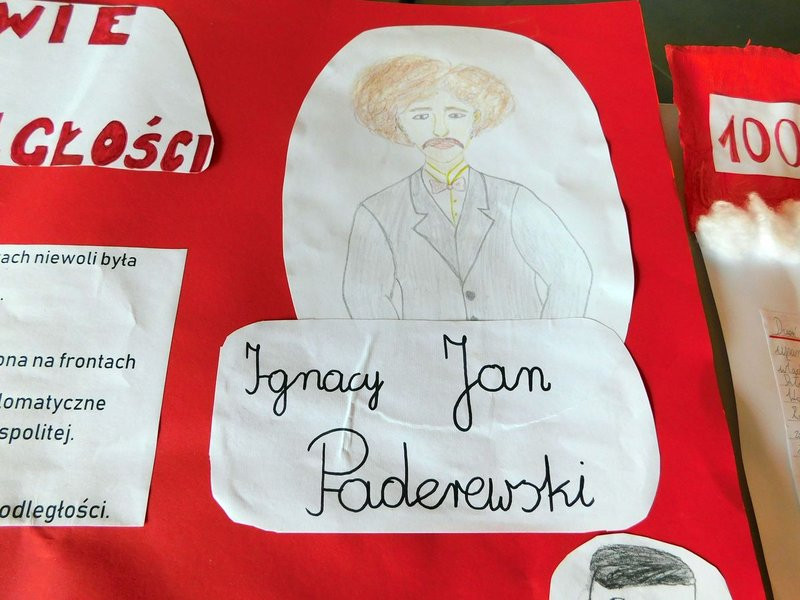 WIE
GŁOŚCI
ach niewoli była
ona na frontach
lomatyczne
spolitej.
odległości.
Ignacy Jan
Paderewski
100